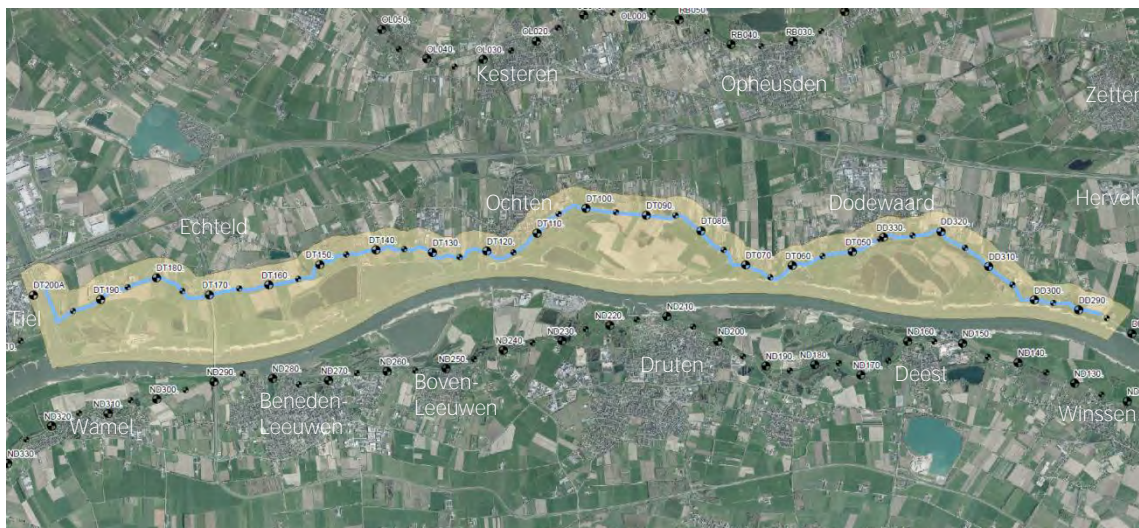 OL050.
OL000.
RB050.
OL020.
RB040.
RB030.
OL040.
OL030.
Kesteren
Opheusden
Zetten
Ochten
DT100.
DT090
Dodewaard
Herveld
Echteld
DT110.
DT080
DD330.
DD320.
DT140.
DT130.
DT120.
DT050
DT150.
DT070
DT060
DD310.
DT180
DT160
DT200A
DT190
DT170
DD300.
DD290
Tiel
ND210.
ND220.
ND230.
ND200.
ND160
ND150.
ND240.
Druten
ND250.
ND260.
Boven-
Leeuwen
ND190.
ND180.
ND170.
Deest
ND140.
ND290.
ND280.
ND270.
ND130.
ND300.
Beneden-
Leeuwen
ND310.
ND320.
Wamel
Winssen
ND330.